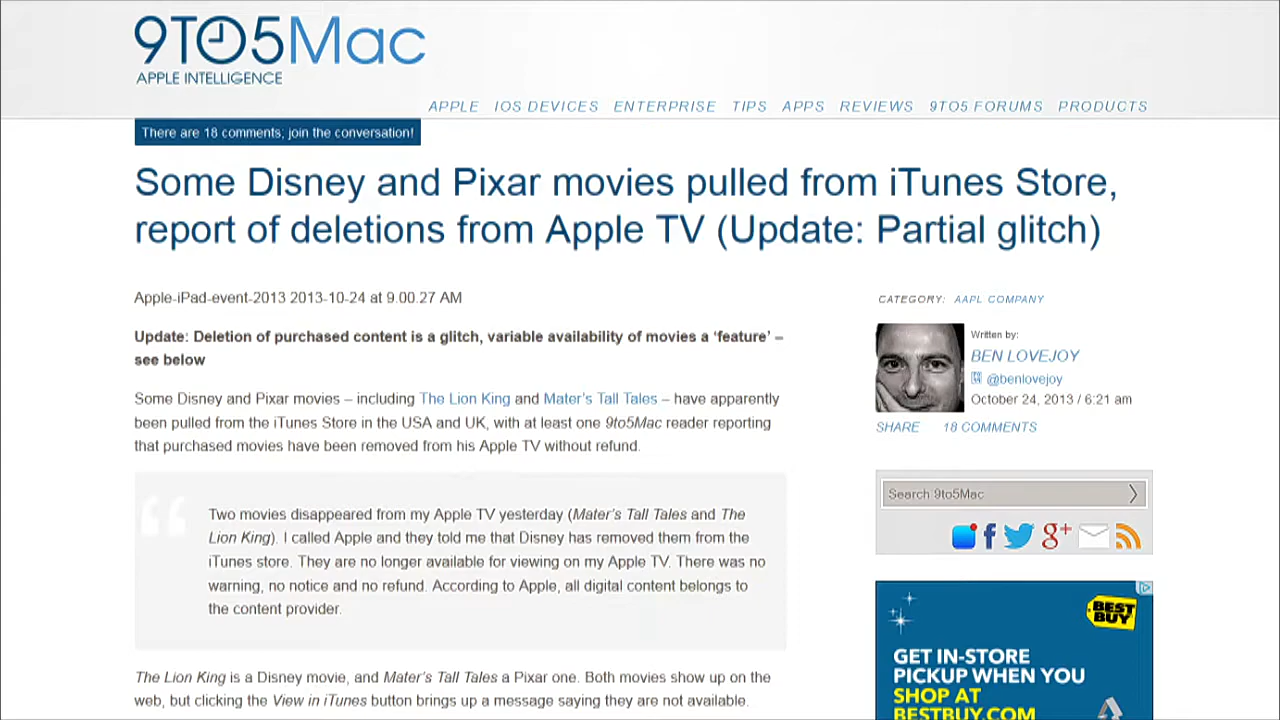 9TO5Mac
APPLE INTELLIGENCE
APPLE IOS DEVICES ENTERPRISE TIPS APPS REVIEWS 9TO5 FORUMS PRODUCTS
There are 18 comments; join the conversation!
Some Disney and Pixar movies pulled from iTunes Store,
report of deletions from Apple TV (Update: Partial glitch)
Apple-iPad-event-2013 2013-10-24 at 9.00.27 AM
Update: Deletion of purchased content is a glitch, variable availability of movies a ‘feature’ –
see below
Some Disney and Pixar movies – including The Lion King and Mater’s Tall Tales – have apparently
been pulled from the iTunes Store in the USA and UK, with at least one 9to5Mac reader reporting
that purchased movies have been removed from his Apple TV without refund.
Two movies disappeared from my Apple TV yesterday (Mater’s Tall Tales and The
Lion King). I called Apple and they told me that Disney has removed them from the
iTunes store. They are no longer available for viewing on my Apple TV. There was no
warning, no notice and no refund. According to Apple, all digital content belongs to
the content provider.
The Lion King is a Disney movie, and Mater’s Tall Tales a Pixar one. Both movies show up on the
web, but clicking the View in iTunes button brings up a message saying they are not available.
CATEGORY: AAPL COMPANY
Written by:
BEN LOVEJOY
@benlovejoy
October 24, 2013 / 6:21 am
SHARE 18 COMMENTS
Search 9to5Mac
BEST
BUY
GET IN-STORE
PICKUP WHEN YOU
SHOP AT
BESTBUY.COM